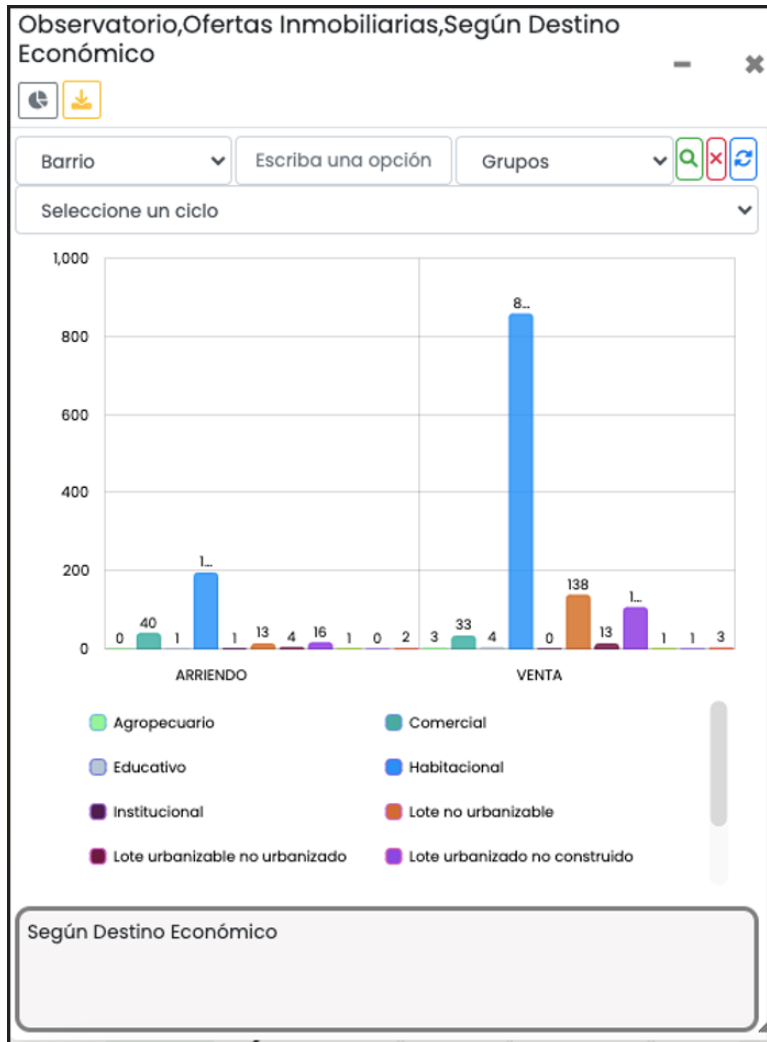 Observatorio,Ofertas Inmobiliarias,Según Destino
Económico
Barrio
Escriba una opción
Grupos
Seleccione un ciclo
1,000
800
600
400
200
0
0 40 1 1... 1 13 4 16 1 0 2
3 33 4 8... 0 138 13 1... 1 1 3
ARRIENDO VENTA
Agropecuario Comercial
Educativo Habitacional
Institucional Lote no urbanizable
Lote urbanizable no urbanizado Lote urbanizado no construido
Según Destino Económico